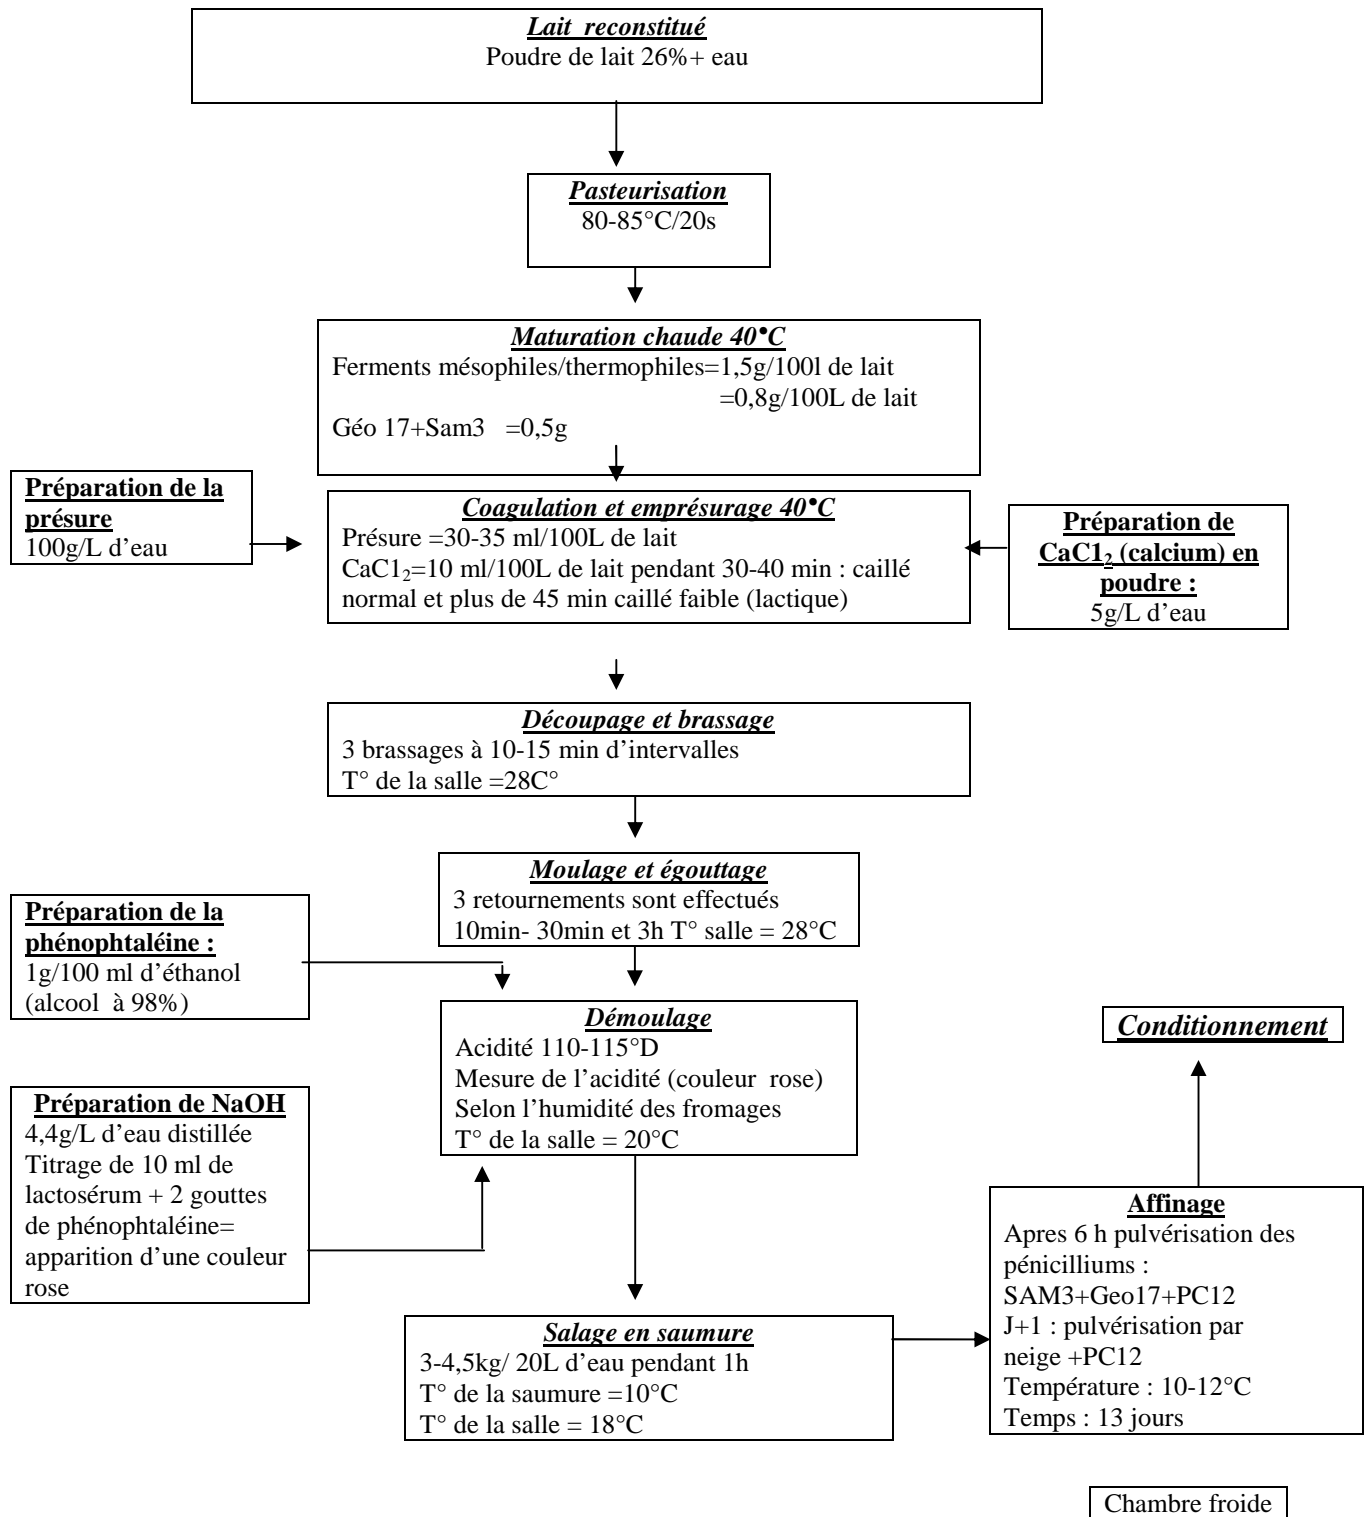 Lait reconstitué
Poudre de lait 26%+ eau
Pasteurisation
80-85°C/20s
Maturation chaude 40°C
Ferments mésophiles/thermophiles=1,5g/100l de lait
=0,8g/100L de lait
Géo 17+Sam3 =0,5g
Préparation de la
présure
100g/L d’eau
Coagulation et emprésurage 40°C
Présure =30-35 ml/100L de lait
CaC1₂=10 ml/100L de lait pendant 30-40 min : caillé
normal et plus de 45 min caillé faible (lactique)
Préparation de
CaC1₂ (calcium) en
poudre :
5g/L d’eau
Découpage et brassage
3 brassages à 10-15 min d’intervalles
T° de la salle =28C°
Moulage et égouttage
3 retournements sont effectués
10min- 30min et 3h T° salle = 28°C
Préparation de la
phénophtaléine :
1g/100 ml d’éthanol
(alcool à 98%)
Démoulage
Acidité 110-115°D
Mesure de l’acidité (couleur rose)
Selon l’humidité des fromages
T° de la salle = 20°C
Conditionnement
Préparation de NaOH
4,4g/L d’eau distillée
Titrage de 10 ml de
lactosérum + 2 gouttes
de phénophtaléine=
apparition d’une couleur
rose
Salage en saumure
3-4,5kg/ 20L d’eau pendant 1h
T° de la saumure =10°C
T° de la salle = 18°C
Affinage
Apres 6 h pulvérisation des
pénicilliums :
SAM3+Geo17+PC12
J+1 : pulvérisation par
neige +PC12
Température : 10-12°C
Temps : 13 jours
Chambre froide